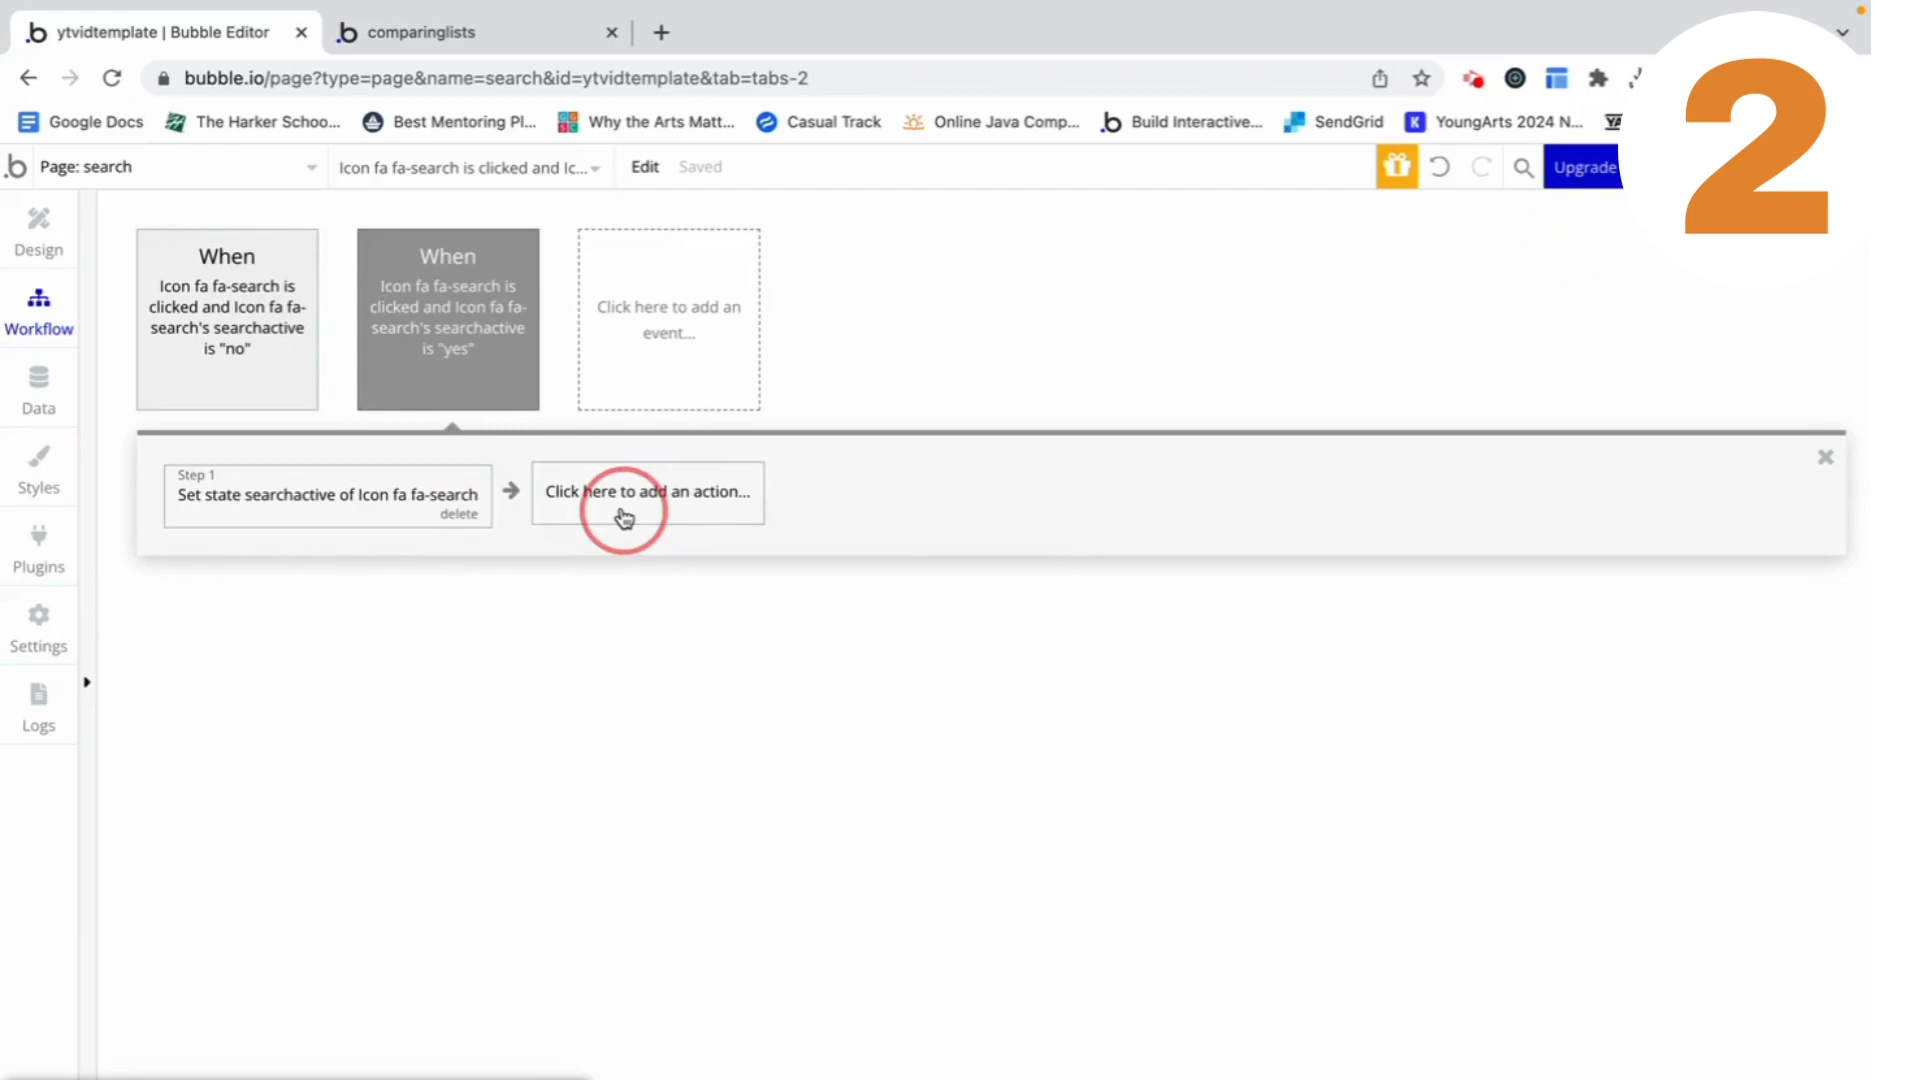 ytvidtemplate | Bubble Editor
comparinglists
bubble.io/page?type=page&name=search&id=ytvidtemplate&tab=tabs-2
Google Docs
The Harker Schoo...
Best Mentoring Pl...
Why the Arts Matt...
Casual Track
Online Java Comp...
Build Interactive...
SendGrid
YoungArts 2024 N...
2
Page: search
Icon fa fa-search is clicked and Ic...
Edit
Saved
Upgrade
Design
Workflow
Data
Styles
Plugins
Settings
Logs
When
Icon fa fa-search is
clicked and Icon fa fa-
search's searchactive
is "no"
When
Icon fa fa-search is
clicked and Icon fa fa-
search's searchactive
is "yes"
Click here to add an
event...
Step 1
Set state searchactive of Icon fa fa-search
delete
Click here to add an action...